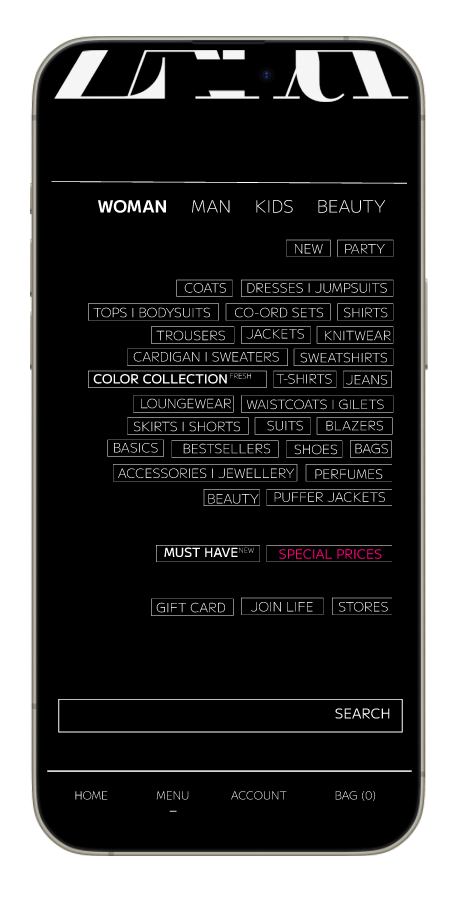 WOMAN MAN KIDS BEAUTY
NEW PARTY
COATS DRESSES I JUMPSUITS
TOPS I BODYSUITS CO-ORD SETS SHIRTS
TROUSERS JACKETS KNITWEAR
CARDIGAN I SWEATERS SWEATSHIRTS
COLOR COLLECTION FRESH T-SHIRTS JEANS
LOUNGEWEAR WAISTCOATS I GILETS
SKIRTS I SHORTS SUITS BLAZERS
BASICS BESTSELLERS SHOES BAGS
ACCESSORIES I JEWELLERY PERFUMES
BEAUTY PUFFER JACKETS
MUST HAVE NEW SPECIAL PRICES
GIFT CARD JOIN LIFE STORES
SEARCH
HOME MENU ACCOUNT BAG (0)